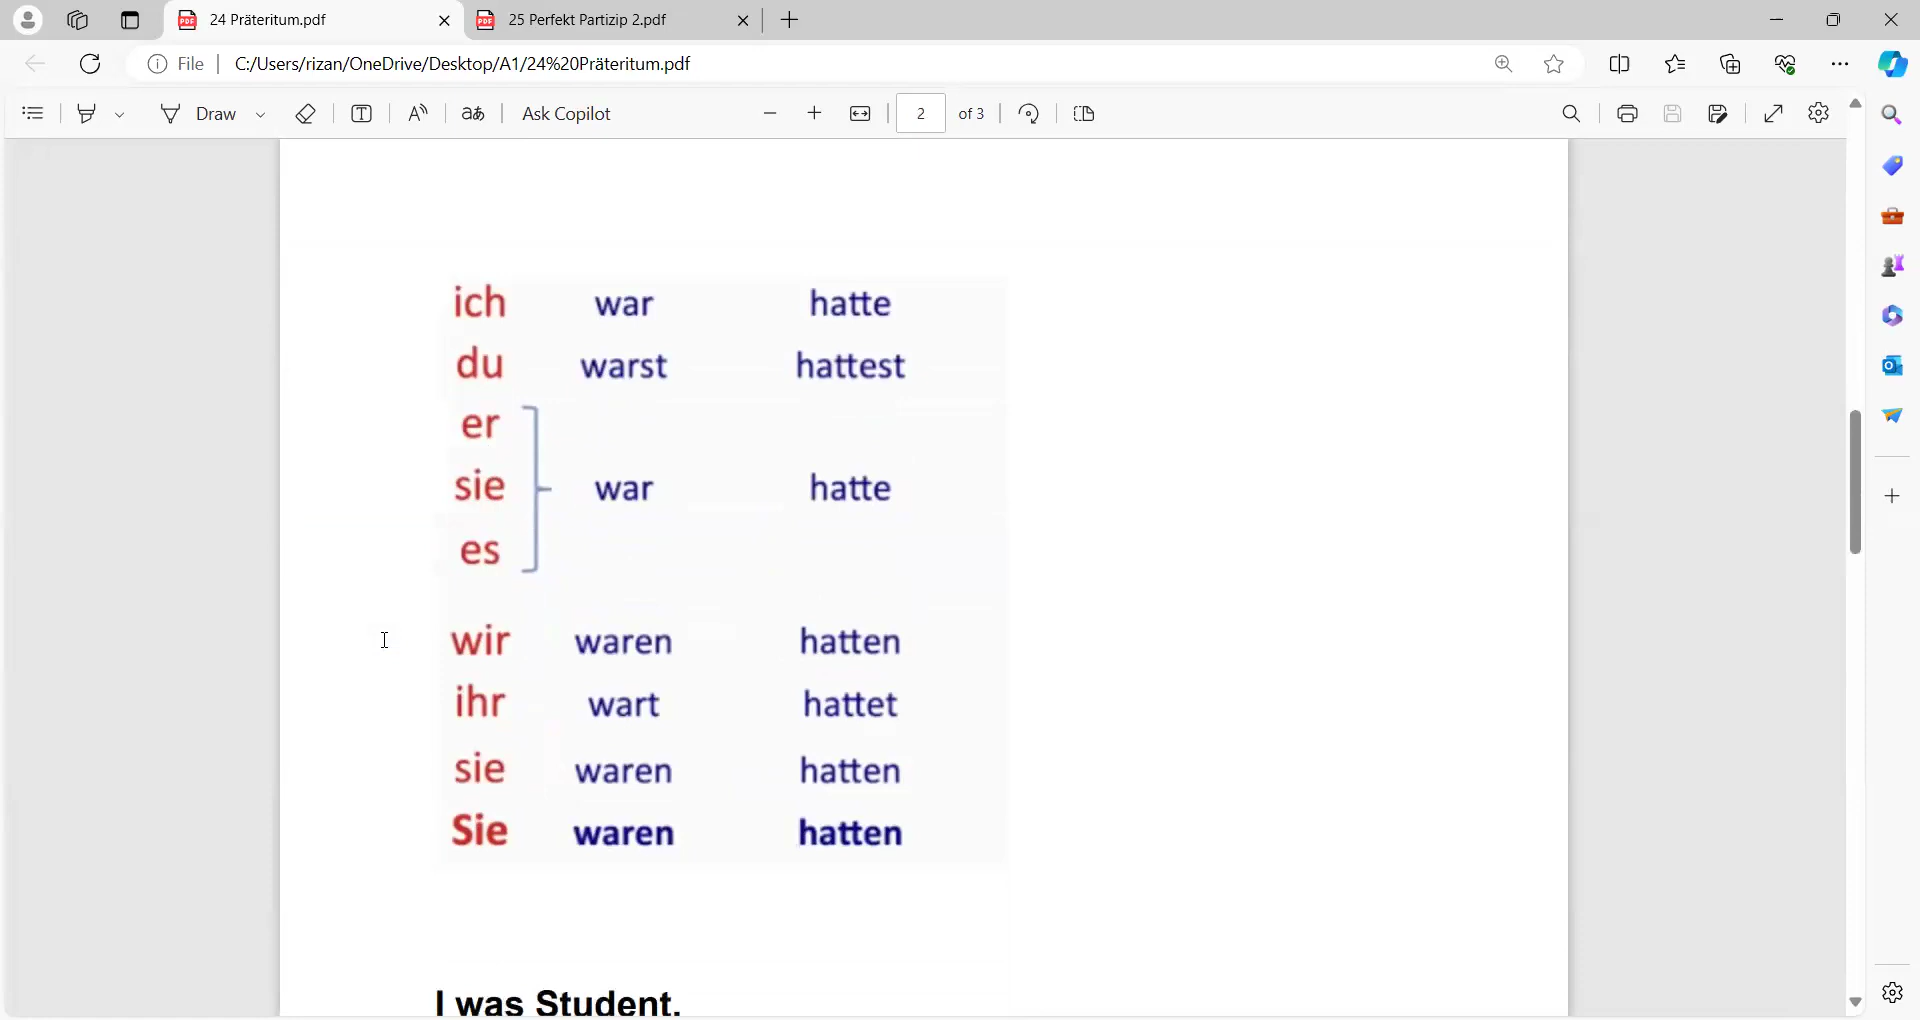 24 Präteritum.pdf
25 Perfekt Partizip 2.pdf
File
C:/Users/rizan/OneDrive/Desktop/A1/24%20Präteritum.pdf
Draw
aあ
Ask Copilot
2 of 3
ich war hatte
du warst hattest
er
sie war hatte
es
wir waren hatten
ihr wart hattet
sie waren hatten
Sie waren hatten
I was Student.